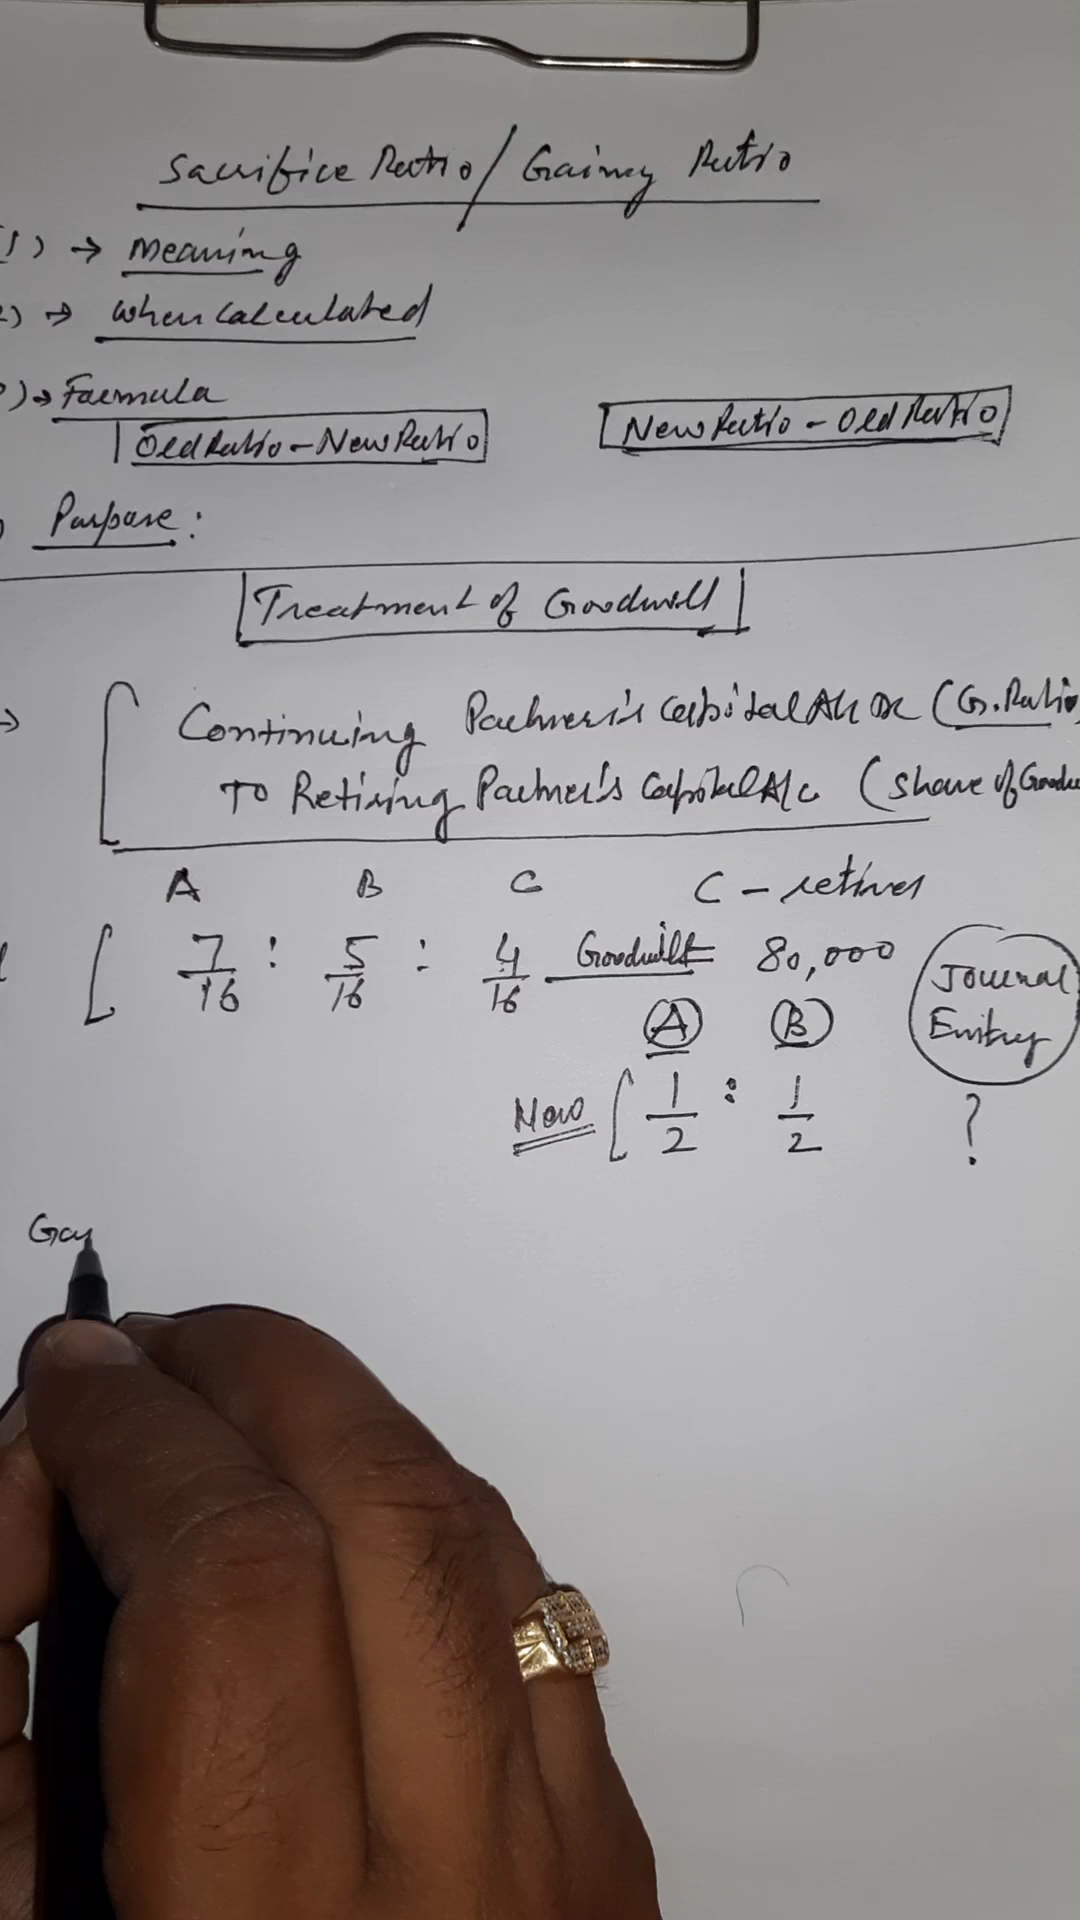 Sacrifice Ratio / Gaining Ratio
1) → Meaning
2) → when Calculated
) → Formula
Old Ratio - New Ratio
New Ratio - Old Ratio
Purpose:
Treatment of Goodwill
→ Continuing Partner's Capital A/c Dr (G. Ratio
To Retiring Partner's Capital A/c (Share of Goodw
A B C C - retires
7/16 : 5/16 : 4/16 Goodwill = 80,000
Journal Entry
?
A B
New [ 1/2 : 1/2
Gai